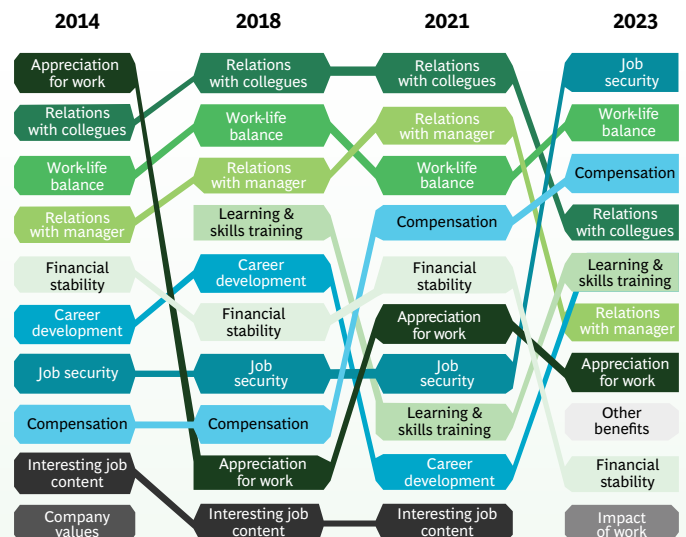 2014
2018
2021
2023
Appreciation
for work
Relations
with collegues
Work-life
balance
Relations
with manager
Financial
stability
Career
development
Job security
Compensation
Interesting job
content
Company
values
Relations
with collegues
Work-life
balance
Relations
with manager
Learning &
skills training
Career
development
Financial
stability
Job
security
Compensation
Appreciation
for work
Interesting job
content
Relations
with collegues
Relations
with manager
Work-life
balance
Compensation
Financial
stability
Appreciation
for work
Job
security
Learning &
skills training
Career
development
Interesting job
content
Job
security
Work-life
balance
Compensation
Relations
with collegues
Learning &
skills training
Relations
with manager
Appreciation
for work
Other
benefits
Financial
stability
Impact
of work